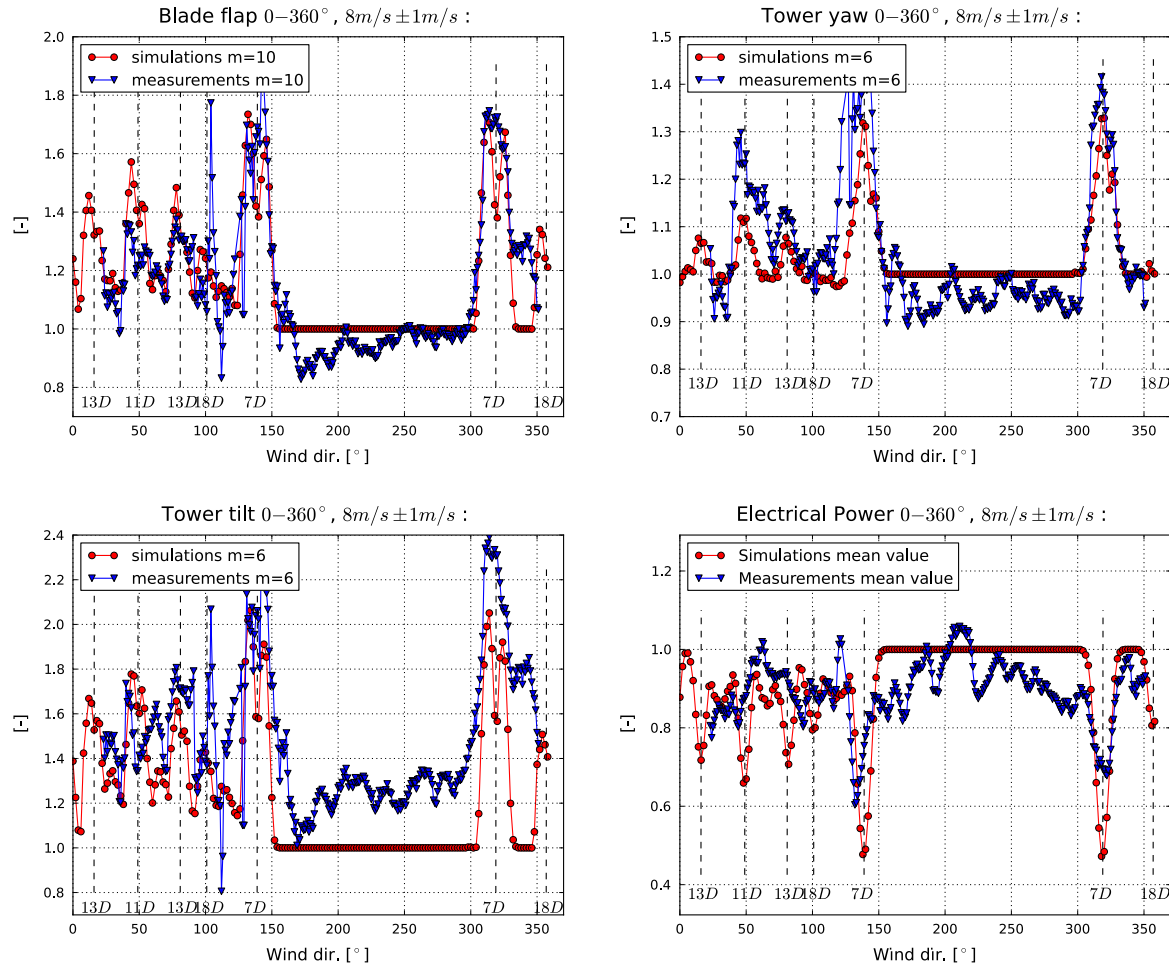 Blade flap 0−360°, 8m/s ±1m/s :
simulations m=10
measurements m=10
[-]
2.0
1.8
1.6
1.4
1.2
1.0
0.8
13D 11D 13D 18D 7D 7D 18D
0 50 100 150 200 250 300 350
Wind dir. [°]
Tower yaw 0−360°, 8m/s ±1m/s :
simulations m=6
measurements m=6
[-]
1.5
1.4
1.3
1.2
1.1
1.0
0.9
0.8
0.7
13D 11D 13D 18D 7D 7D 18D
0 50 100 150 200 250 300 350
Wind dir. [°]
Tower tilt 0−360°, 8m/s ±1m/s :
simulations m=6
measurements m=6
[-]
2.4
2.2
2.0
1.8
1.6
1.4
1.2
1.0
0.8
13D 11D 13D 18D 7D 7D 18D
0 50 100 150 200 250 300 350
Wind dir. [°]
Electrical Power 0−360°, 8m/s ±1m/s :
Simulations mean value
Measurements mean value
[-]
1.2
1.0
0.8
0.6
0.4
13D 11D 13D 18D 7D 7D 18D
0 50 100 150 200 250 300 350
Wind dir. [°]